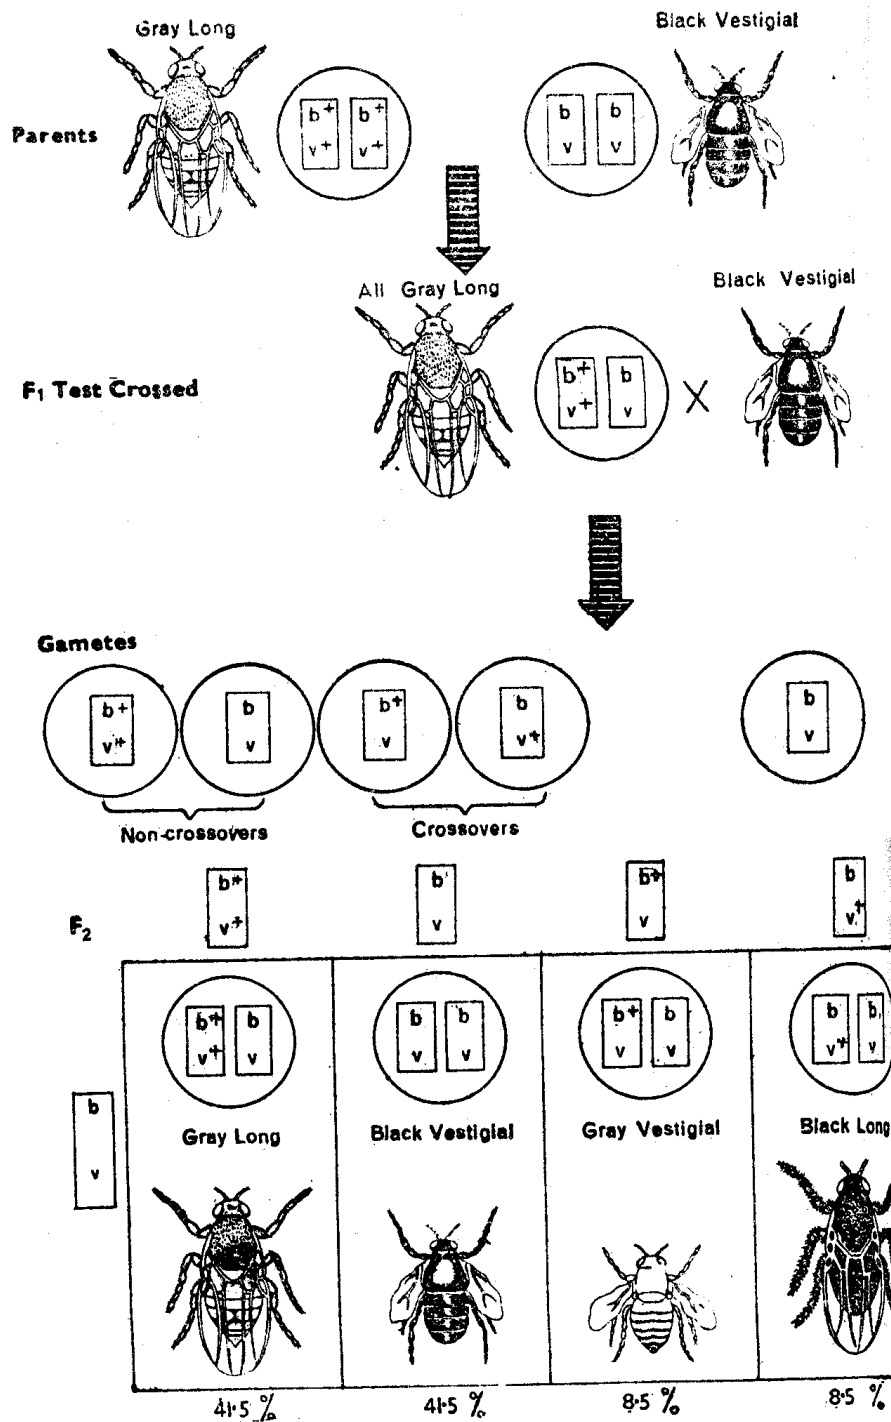 Gray Long
Black Vestigial
Parents
b+ b+
v+ v+
b b
v v
All Gray Long
Black Vestigial
F₁ Test Crossed
b+ b
v+ v
X
Gametes
b+ b b+ b b
v+ v v v+ v
Non-crossovers
Crossovers
b+ b b+ b
v+ v v v+
F₂
b+ b b b b+ b b b
v+ v v v v v v+ v
b
v
Gray Long
Black Vestigial
Gray Vestigial
Black Long
41·5 %
41·5 %
8·5 %
8·5 %